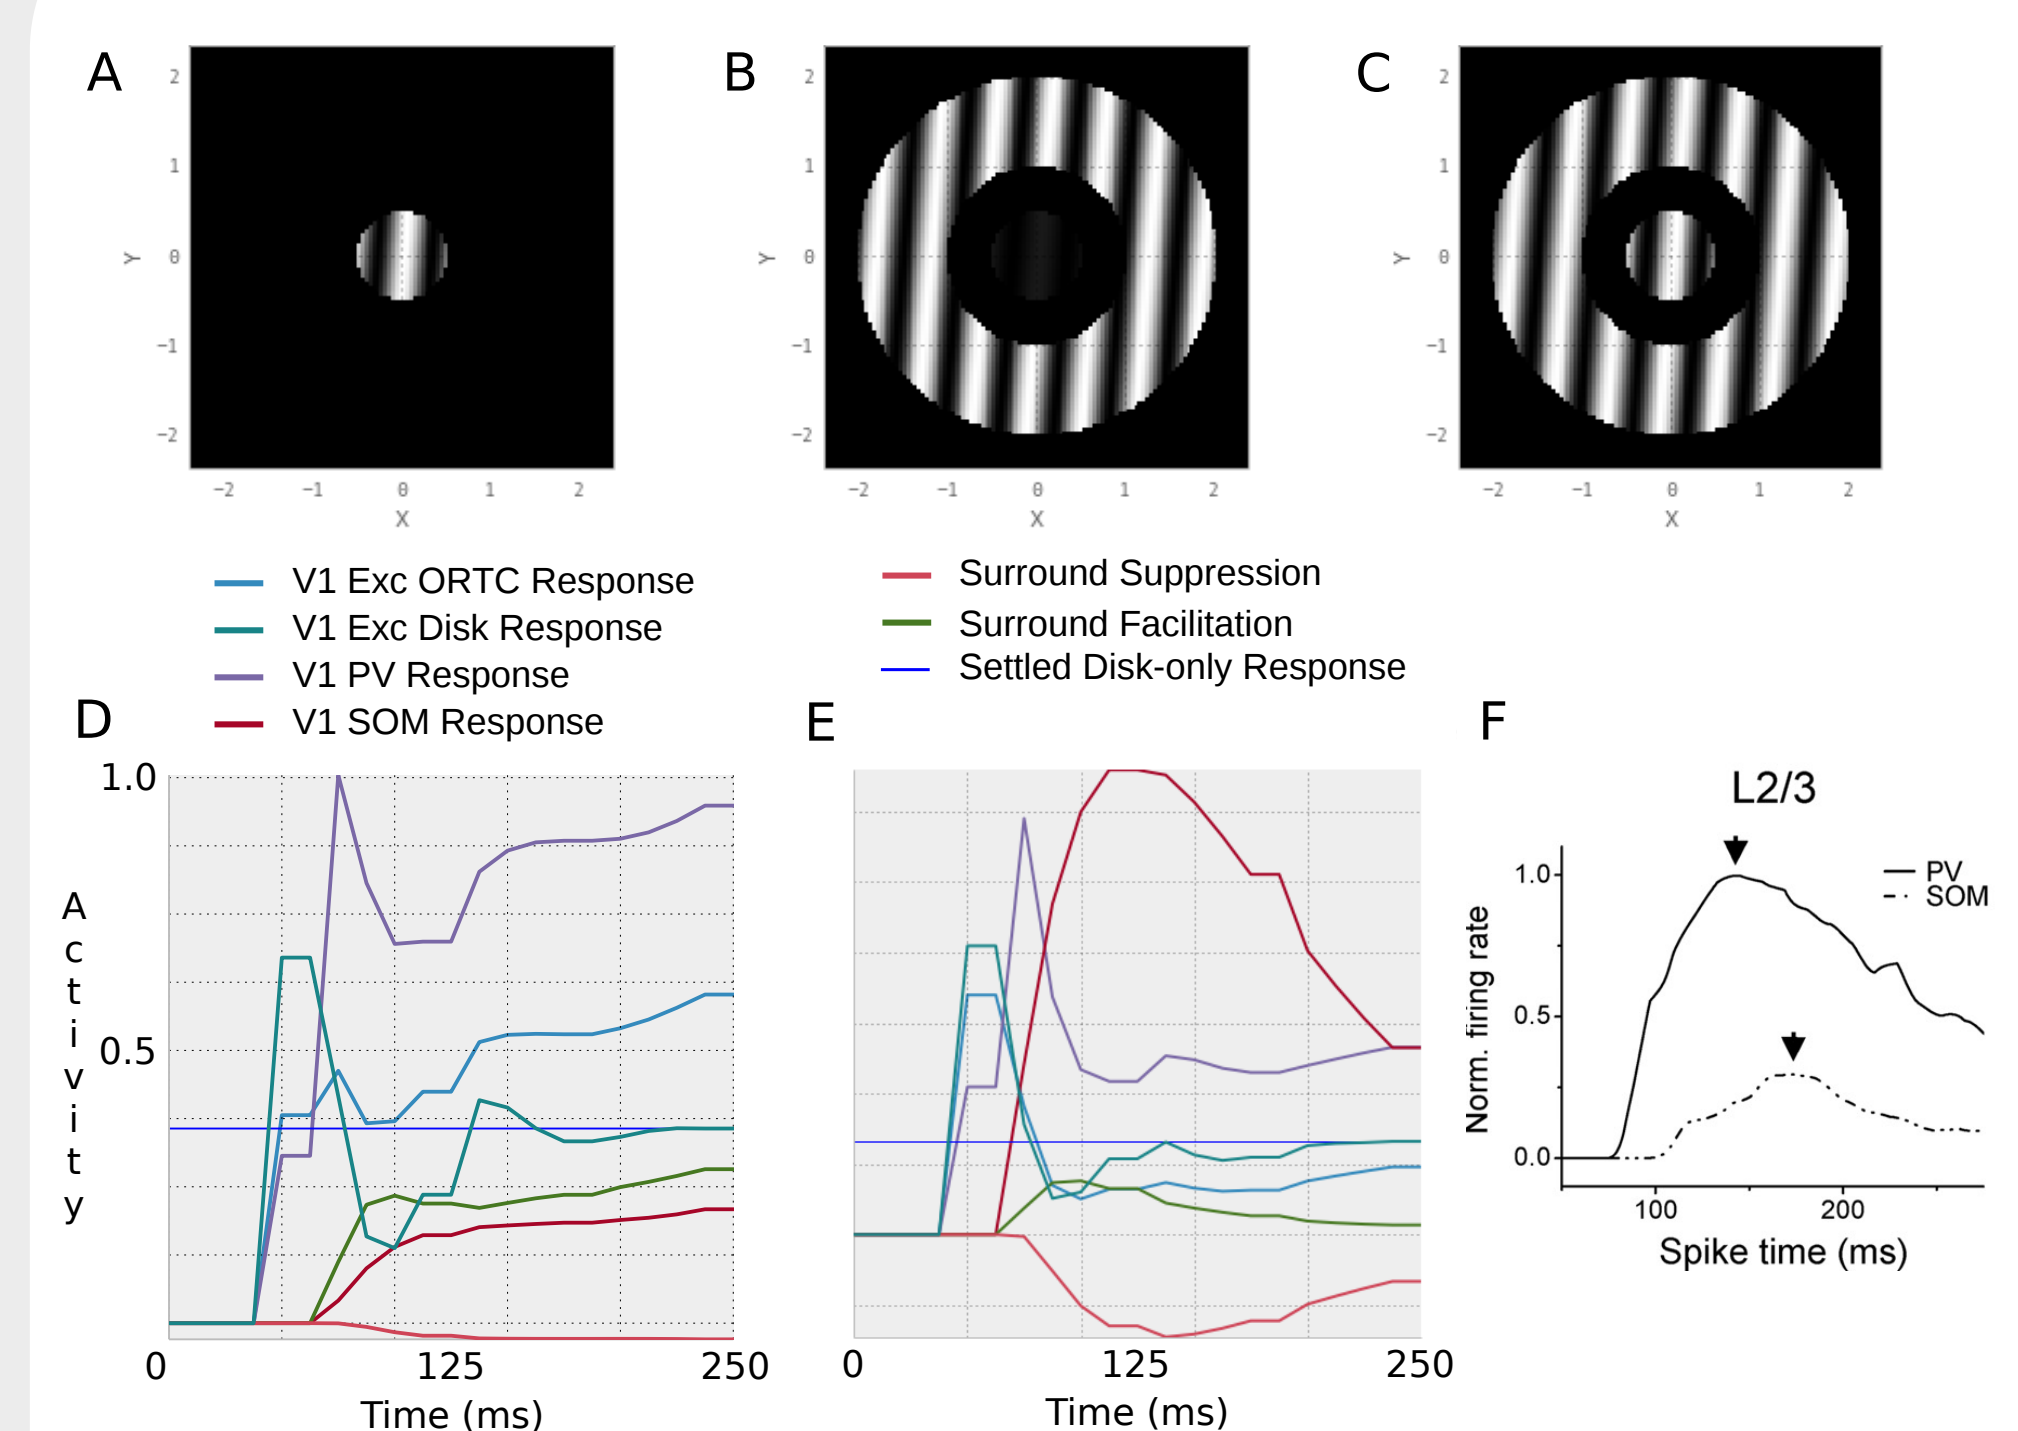 A
B
C
2
1
0
−1
−2
Y
−2 −1 0 1 2
X
2
1
0
−1
−2
Y
−2 −1 0 1 2
X
2
1
0
−1
−2
Y
−2 −1 0 1 2
X
V1 Exc ORTC Response
V1 Exc Disk Response
V1 PV Response
V1 SOM Response
Surround Suppression
Surround Facilitation
Settled Disk-only Response
D
1.0
0.5
Activity
0 125 250
Time (ms)
E
0 125 250
Time (ms)
F
L2/3
PV
SOM
1.0
0.5
0.0
Norm. firing rate
100 200
Spike time (ms)